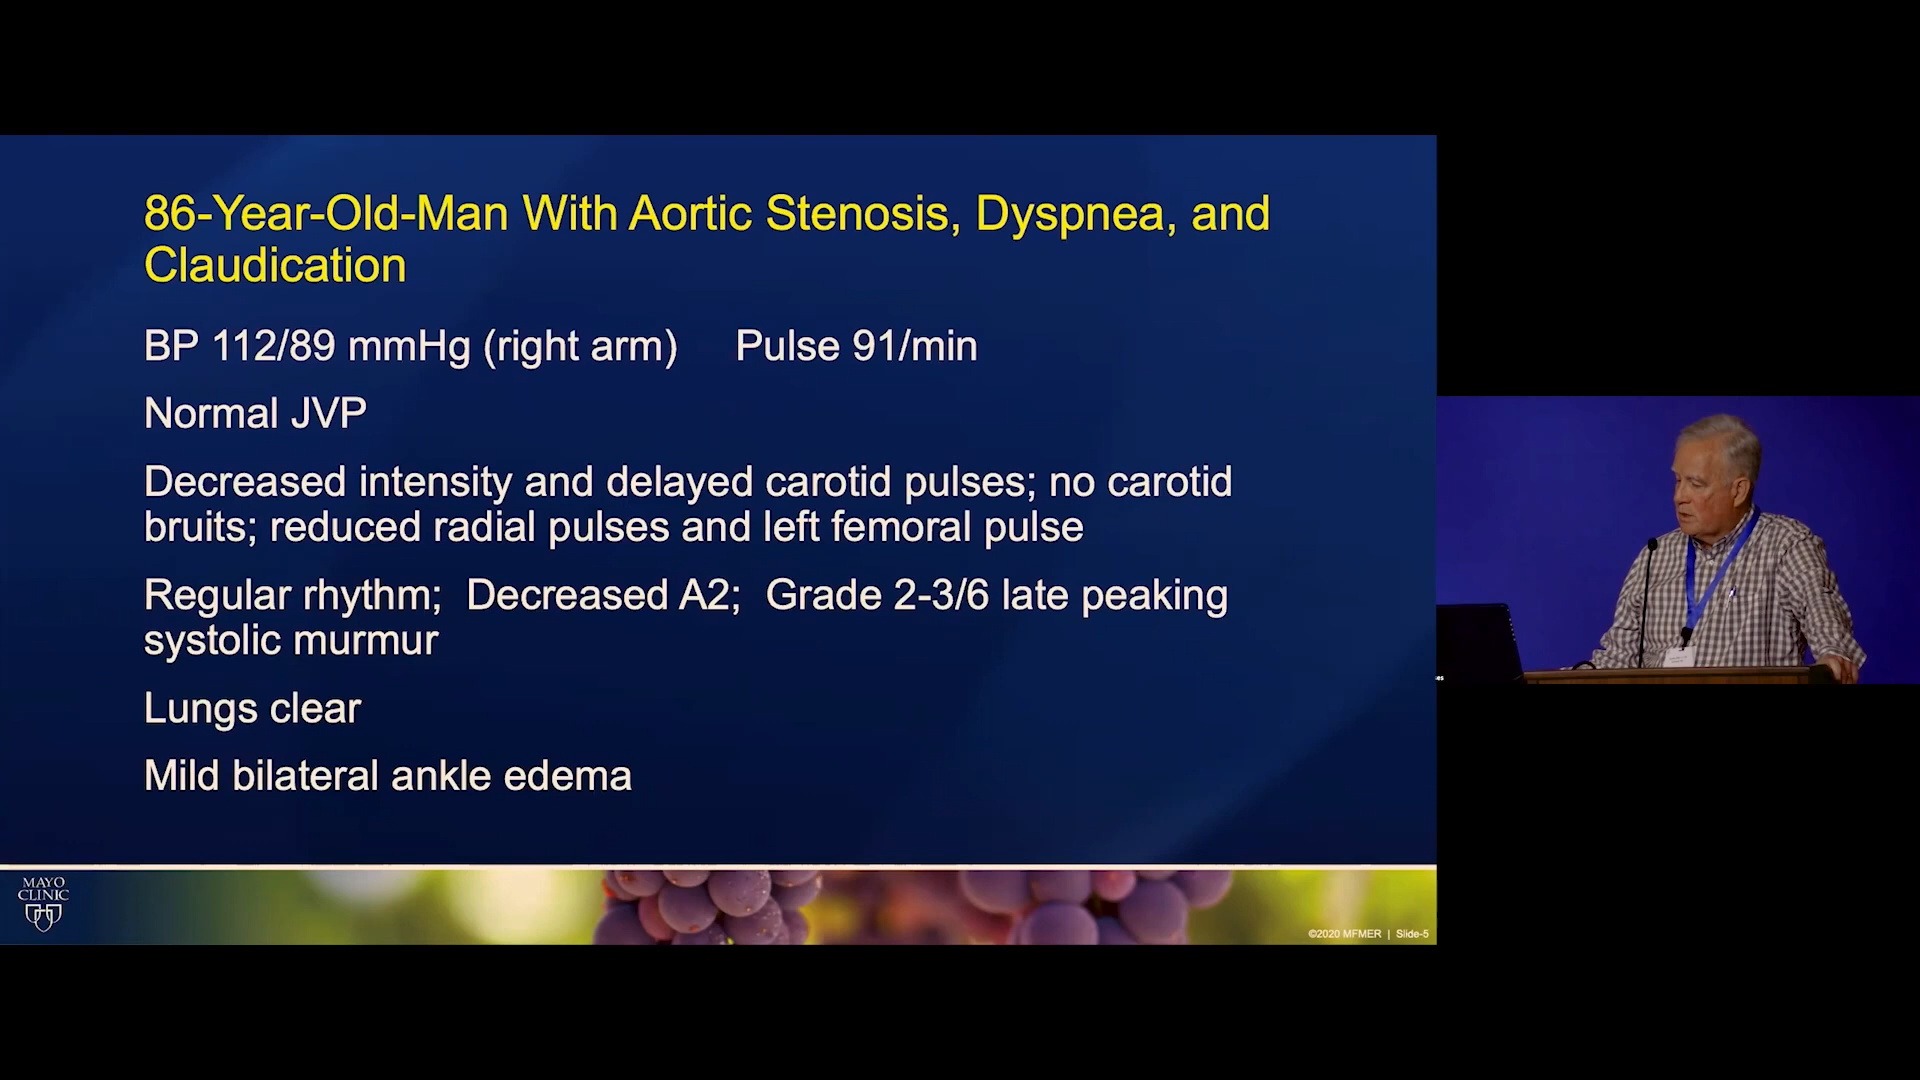 86-Year-Old-Man With Aortic Stenosis, Dyspnea, and
Claudication
BP 112/89 mmHg (right arm) Pulse 91/min
Normal JVP
Decreased intensity and delayed carotid pulses; no carotid
bruits; reduced radial pulses and left femoral pulse
Regular rhythm; Decreased A2; Grade 2-3/6 late peaking
systolic murmur
Lungs clear
Mild bilateral ankle edema
MAYO
CLINIC
©2020 MFMER | Slide-5